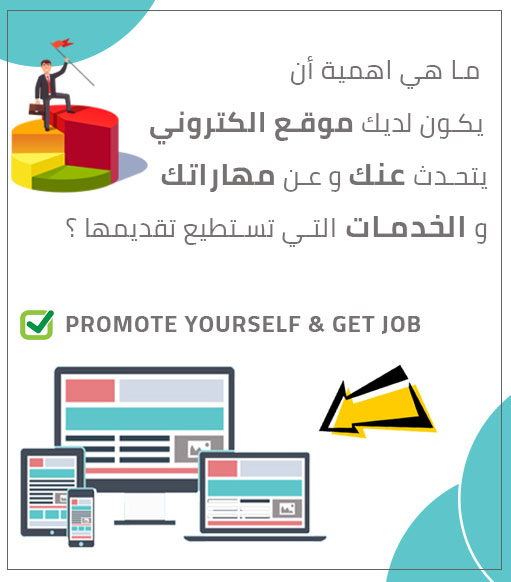 ما هي اهمية أن
يكون لديك موقع الكتروني
يتحدث عنك و عن مهاراتك
و الخدمات التي تستطيع تقديمها ؟
PROMOTE YOURSELF & GET JOB